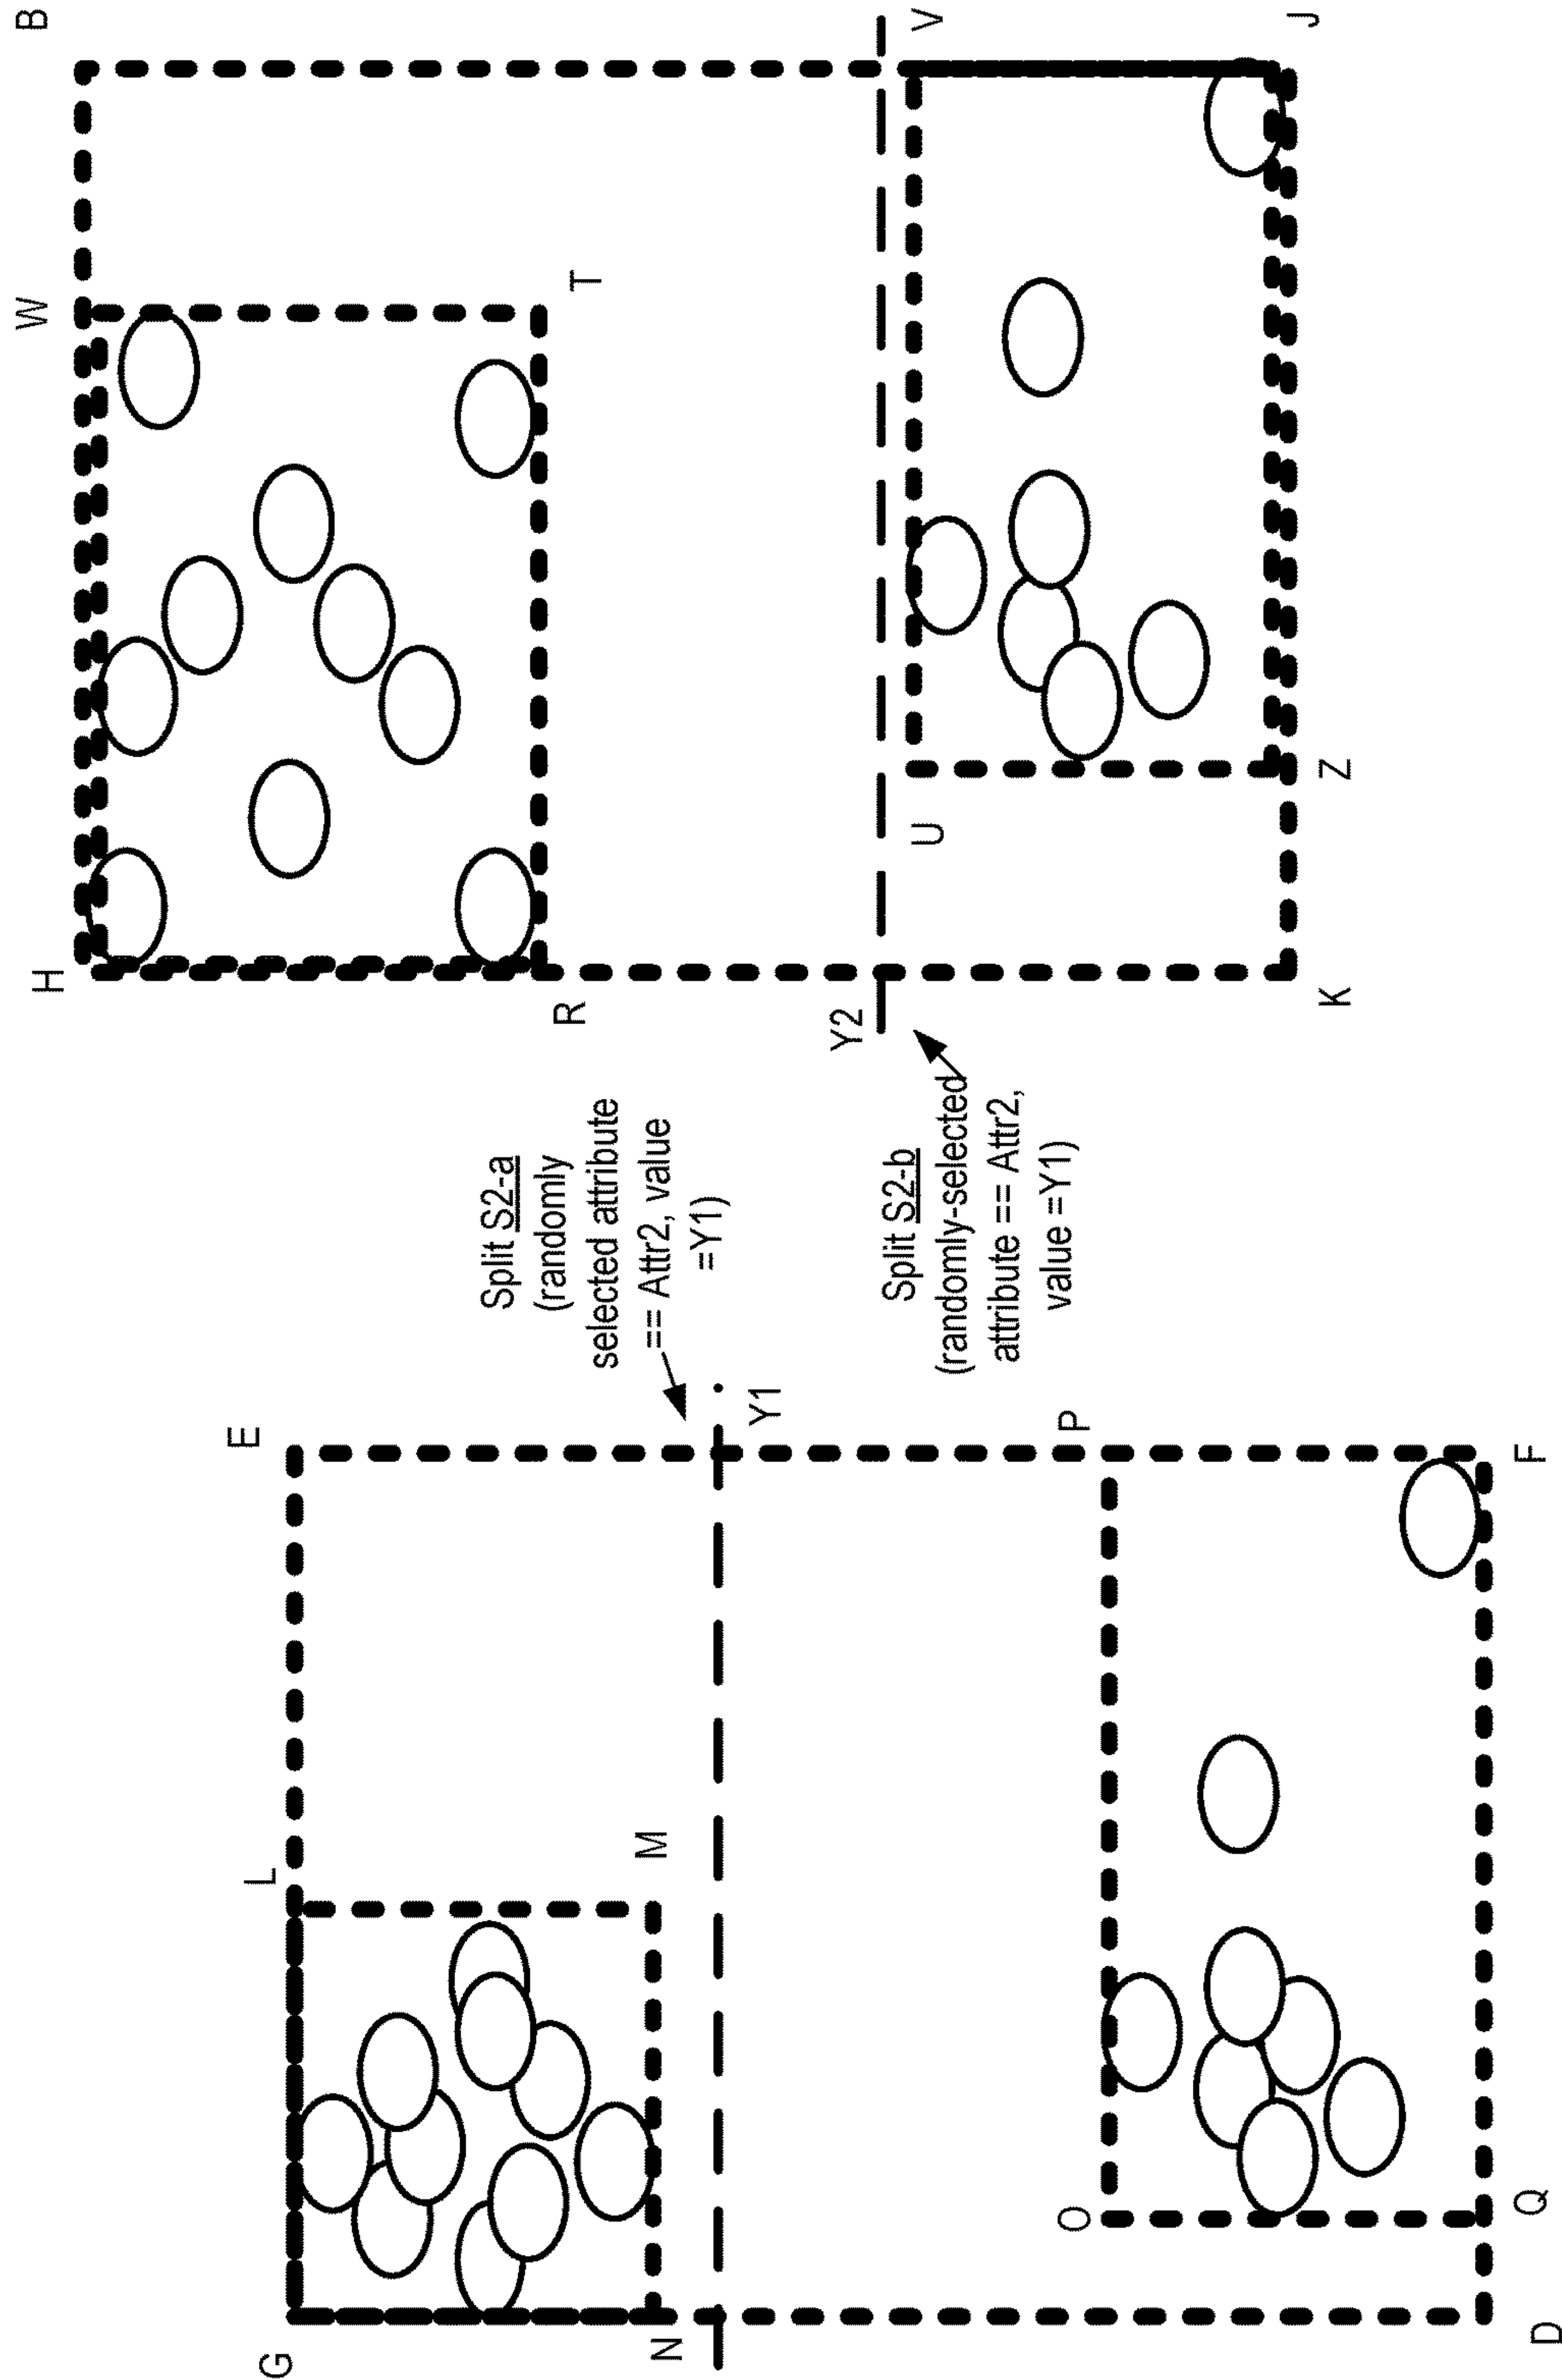 H
W
B
G
L
E
R
T
Split S2-a
(randomly
selected attribute
== Attr2, value
=Y1)
N
M
Y1
Y2
U
V
Split S2-b
(randomly-selected
attribute == Attr2,
value =Y1)
O
P
K
Z
J
D
Q
F